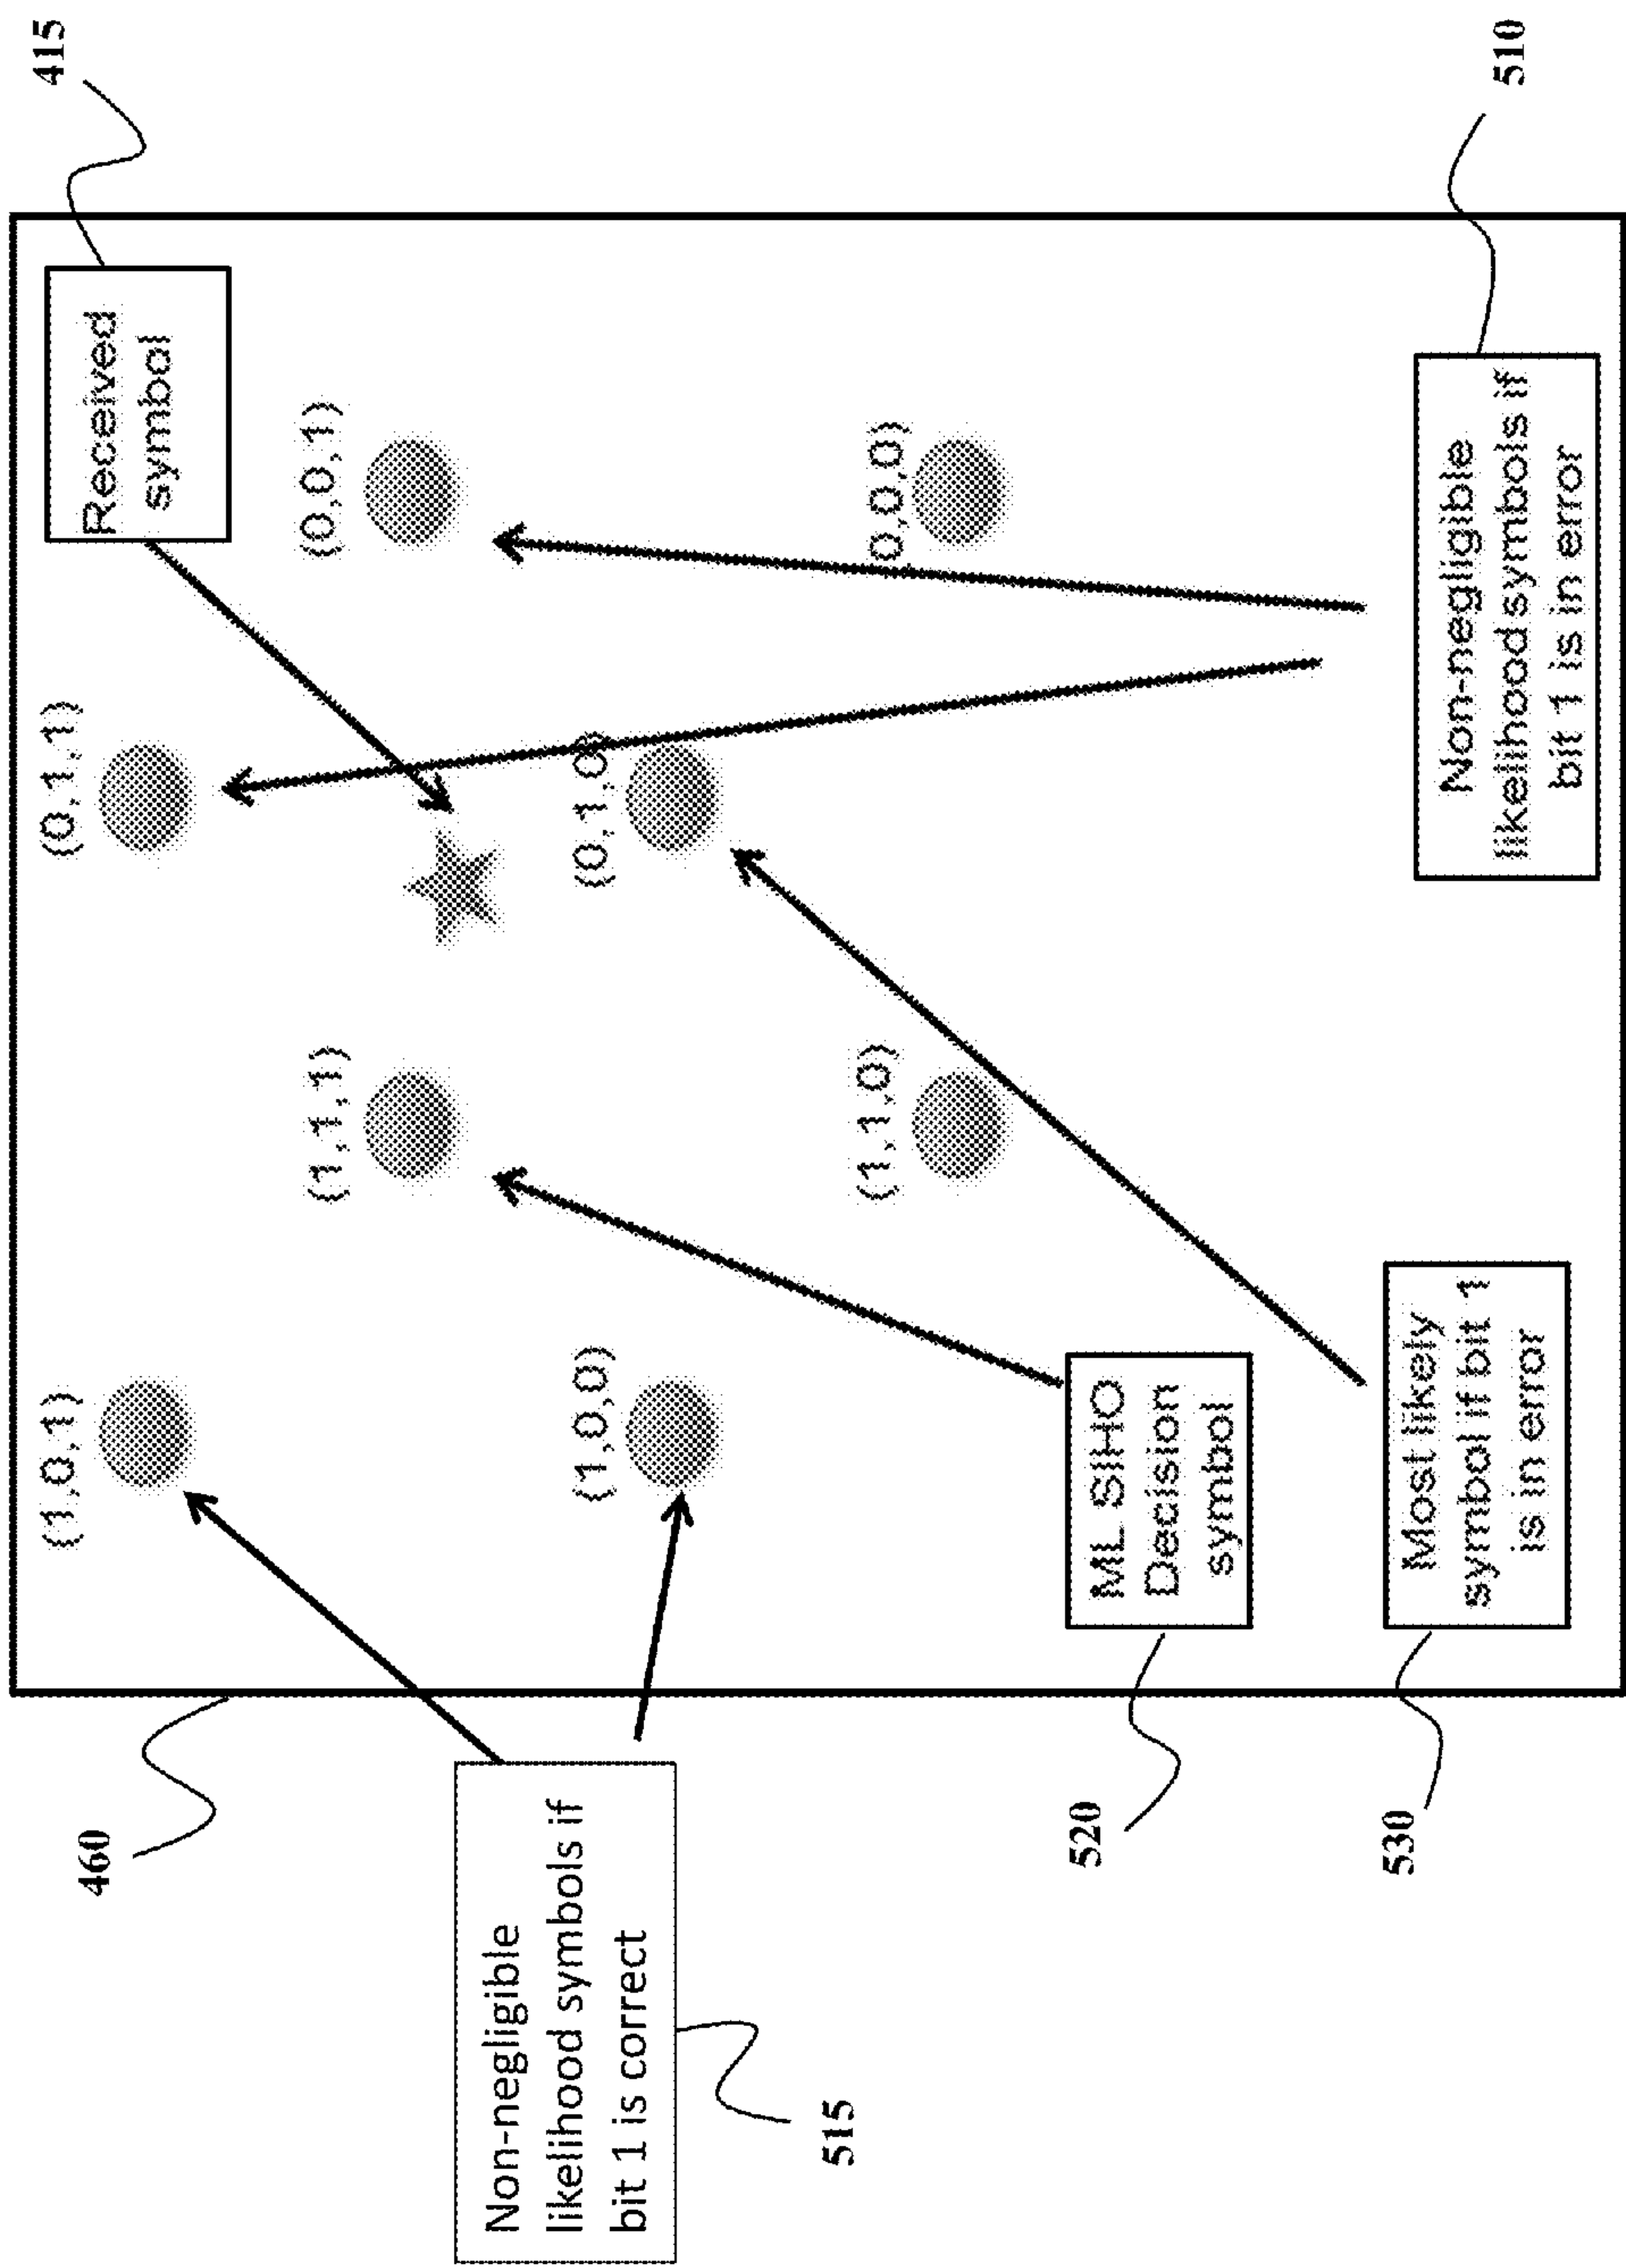 415
460
(1,0,1)
(0,1,1)
Received
symbol
(1,1,1)
(0,0,1)
Non-negligible
likelihood symbols if
bit 1 is correct
515
(1,0,0)
(0,1,0)
(1,1,0)
0,0,0)
520
ML SIHO
Decision
symbol
530
Most likely
symbol if bit 1
is in error
Non-negligible
likelihood symbols if
bit 1 is in error
510